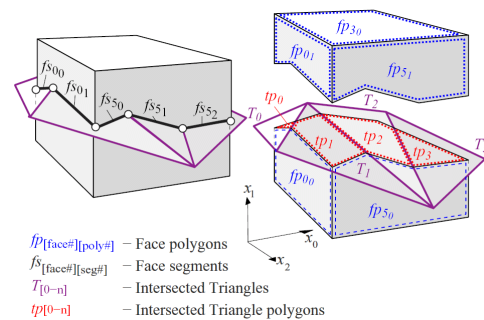 fp3₀
fs0₀
fp0₁
fs0₁
fp5₁
fs5₀
fs5₁
fs5₂
T₀
tp₀
T₂
tp₁
tp₂
tp₃
T₁
fp0₀
fp5₀
x₁
x₀
x₂
fp[face#][poly#] – Face polygons
fs[face#][seg#] – Face segments
T[0–n] – Intersected Triangles
tp[0–n] – Intersected Triangle polygons